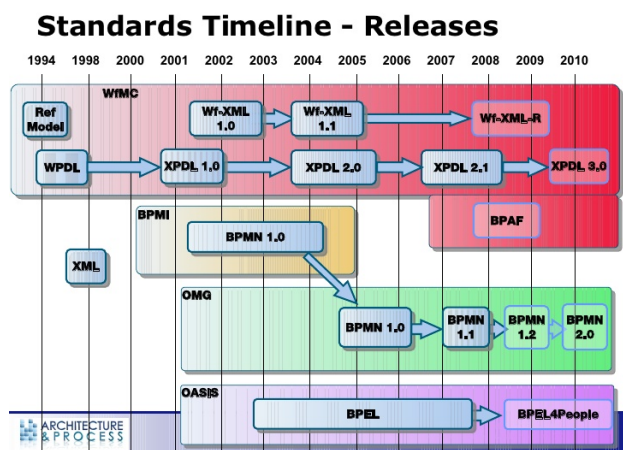 Standards Timeline - Releases
1994 1998 2000 2001 2002 2003 2004 2005 2006 2007 2008 2009 2010
WfMC
Ref
Model
Wf-XML
1.0
Wf-XML
1.1
Wf-XML-R
WPDL
XPDL 1.0
XPDL 2.0
XPDL 2.1
XPDL 3.0
BPMI
BPMN 1.0
BPAF
XML
OMG
BPMN 1.0
BPMN
1.1
BPMN
1.2
BPMN
2.0
OASIS
BPEL
BPEL4People
ARCHITECTURE
& PROCESS